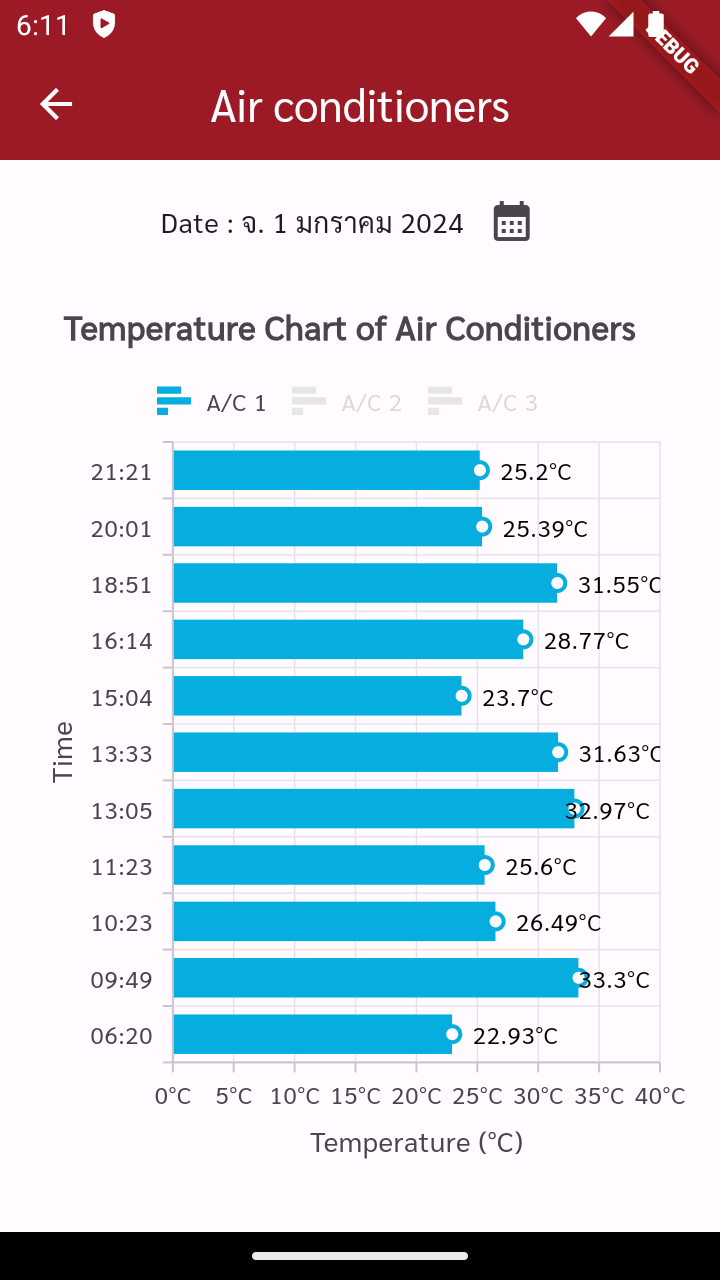 6:11
DEBUG
Air conditioners
Date : จ. 1 มกราคม 2024
Temperature Chart of Air Conditioners
A/C 1 A/C 2 A/C 3
21:21 25.2°C
20:01 25.39°C
18:51 31.55°C
16:14 28.77°C
15:04 23.7°C
Time
13:33 31.63°C
13:05 32.97°C
11:23 25.6°C
10:23 26.49°C
09:49 33.3°C
06:20 22.93°C
0°C 5°C 10°C 15°C 20°C 25°C 30°C 35°C 40°C
Temperature (°C)